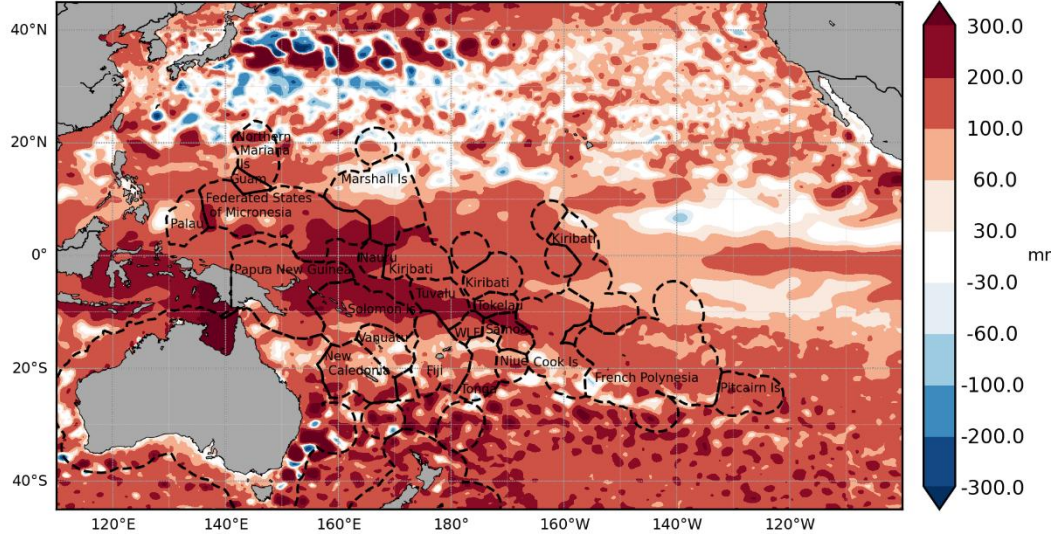 40°N
20°N
0°
20°S
40°S
120°E
140°E
160°E
180°
160°W
140°W
120°W
Northern
Mariana
Is
Guam
Federated States
of Micronesia
Palau
Marshall Is
Nauru
Kiribati
Papua New Guinea
Kiribati
Kiribati
Tuvalu
Tokelau
Solomon Is
Vanuatu
WLF
Samoa
New
Caledonia
Fiji
Niue
Cook Is
Tonga
French Polynesia
Pitcairn Is
300.0
200.0
100.0
60.0
30.0
-30.0
-60.0
-100.0
-200.0
-300.0